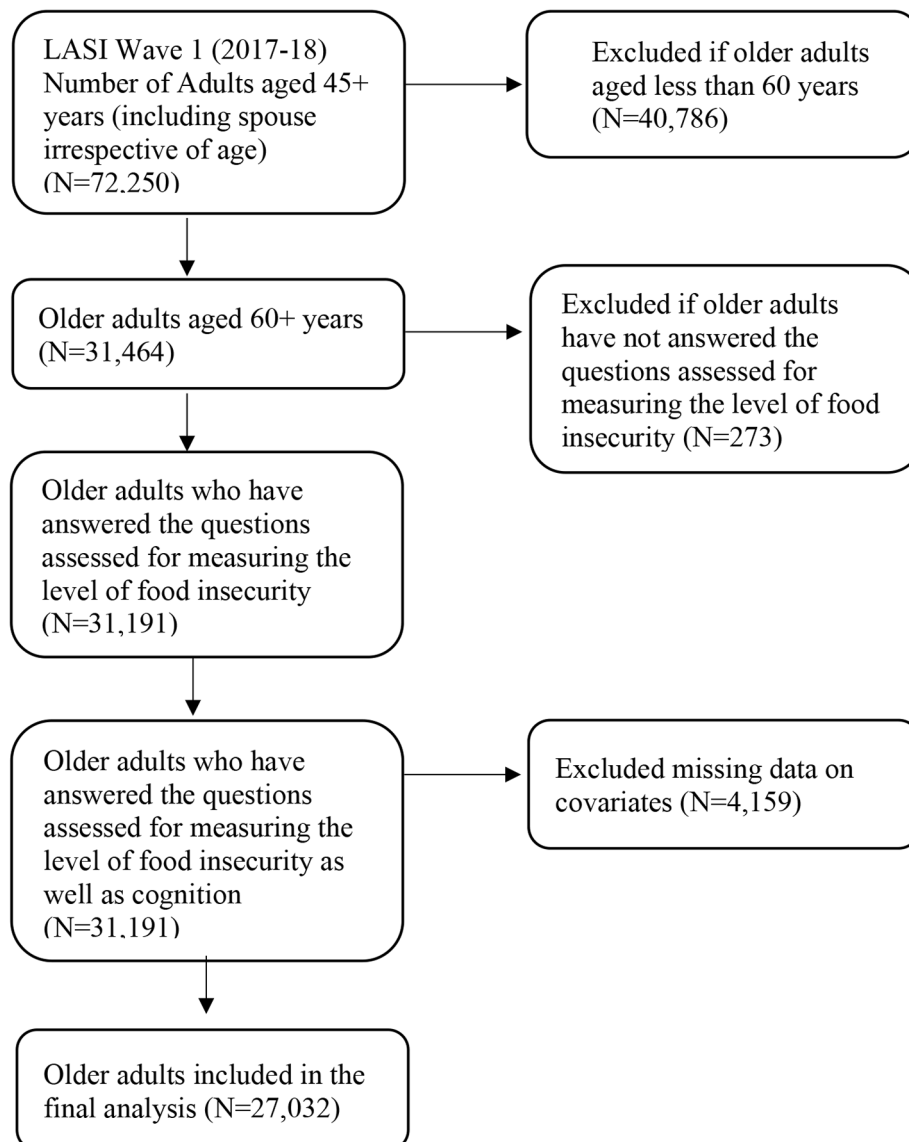 LASI Wave 1 (2017-18)
Number of Adults aged 45+
years (including spouse
irrespective of age)
(N=72,250)
Excluded if older adults
aged less than 60 years
(N=40,786)
Older adults aged 60+ years
(N=31,464)
Excluded if older adults
have not answered the
questions assessed for
measuring the level of food
insecurity (N=273)
Older adults who have
answered the questions
assessed for measuring the
level of food insecurity
(N=31,191)
Older adults who have
answered the questions
assessed for measuring the
level of food insecurity as
well as cognition
(N=31,191)
Excluded missing data on
covariates (N=4,159)
Older adults included in the
final analysis (N=27,032)